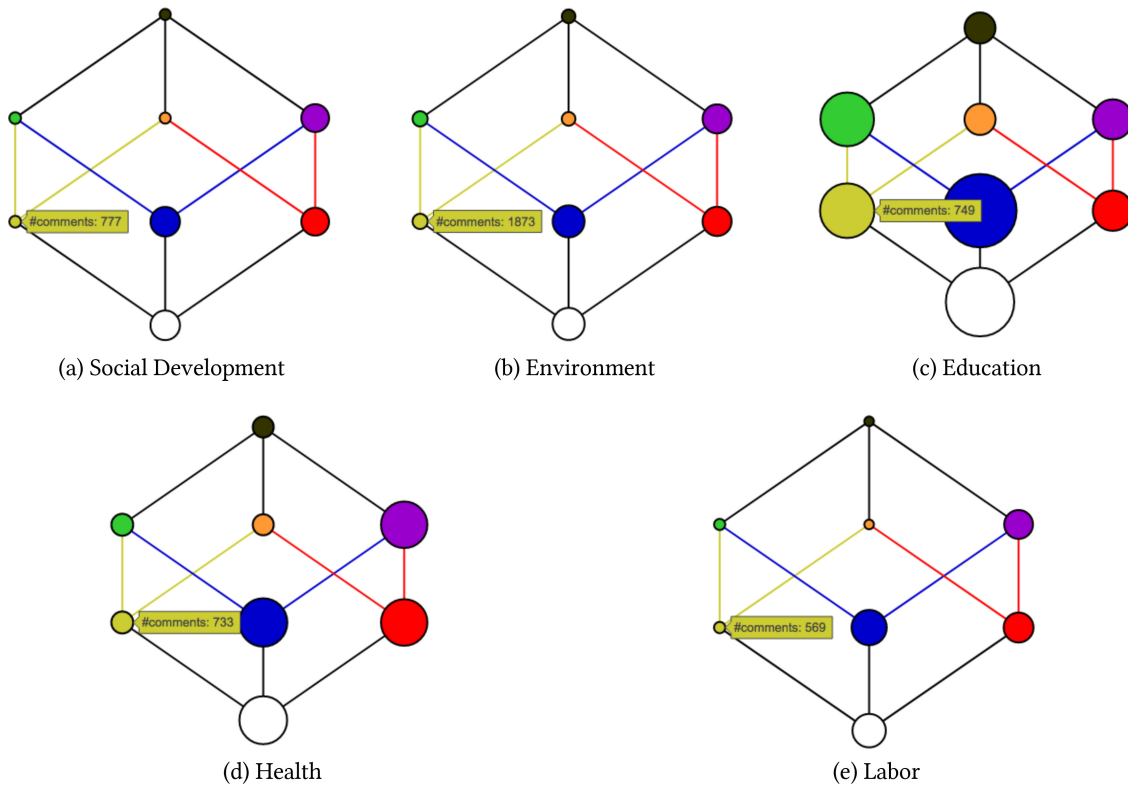 #comments: 777
#comments: 1873
#comments: 749
(a) Social Development
(b) Environment
(c) Education
#comments: 733
#comments: 569
(d) Health
(e) Labor